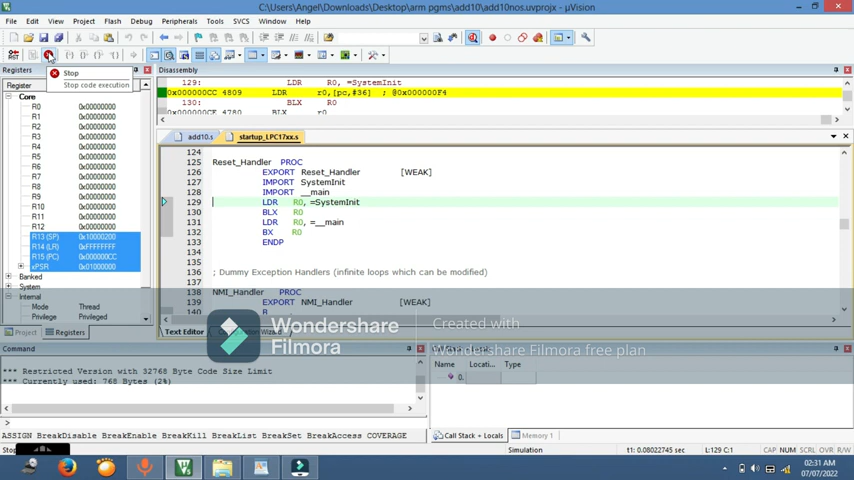 C:\Users\Angel\Downloads\Desktop\arm pgms\add10\add10nos.uvprojx - µVision
File Edit View Project Flash Debug Peripherals Tools SVCS Window Help
Stop
Stop code execution
Registers
Register
Core
R0 0x00000000
R1 0x00000000
R2 0x00000000
R3 0x00000000
R4 0x00000000
R5 0x00000000
R6 0x00000000
R7 0x00000000
R8 0x00000000
R9 0x00000000
R10 0x00000000
R11 0x00000000
R12 0x00000000
R13 (SP) 0x10000200
R14 (LR) 0xFFFFFFFF
R15 (PC) 0x000000CC
xPSR 0x01000000
Banked
System
Internal
Mode Thread
Privilege Privileged
Project Registers
Disassembly
129: LDR R0, =SystemInit
0x000000CC 4809 LDR r0,[pc,#36] ; @0x000000F4
130: BLX R0
0x000000CE 4780 BLX r0
add10.s startup_LPC17xx.s
124
125 Reset_Handler PROC
126 EXPORT Reset_Handler [WEAK]
127 IMPORT SystemInit
128 IMPORT __main
129 LDR R0, =SystemInit
130 BLX R0
131 LDR R0, =__main
132 BX R0
133 ENDP
134
135
136 ; Dummy Exception Handlers (infinite loops which can be modified)
137
138 NMI_Handler PROC
139 EXPORT NMI_Handler [WEAK]
140 B
Text Editor Wizard
Wondershare
Filmora
Created with
Wondershare Filmora free plan
Command
*** Restricted Version with 32768 Byte Code Size Limit
*** Currently used: 768 Bytes (2%)
>
ASSIGN BreakDisable BreakEnable BreakKill BreakList BreakSet BreakAccess COVERAGE
Name Locati... Type
0.
Call Stack + Locals Memory 1
Simulation t1: 0.08022745 sec L:129 C:1 CAP NUM SCRL OVR R/W
02:31 AM
07/07/2022